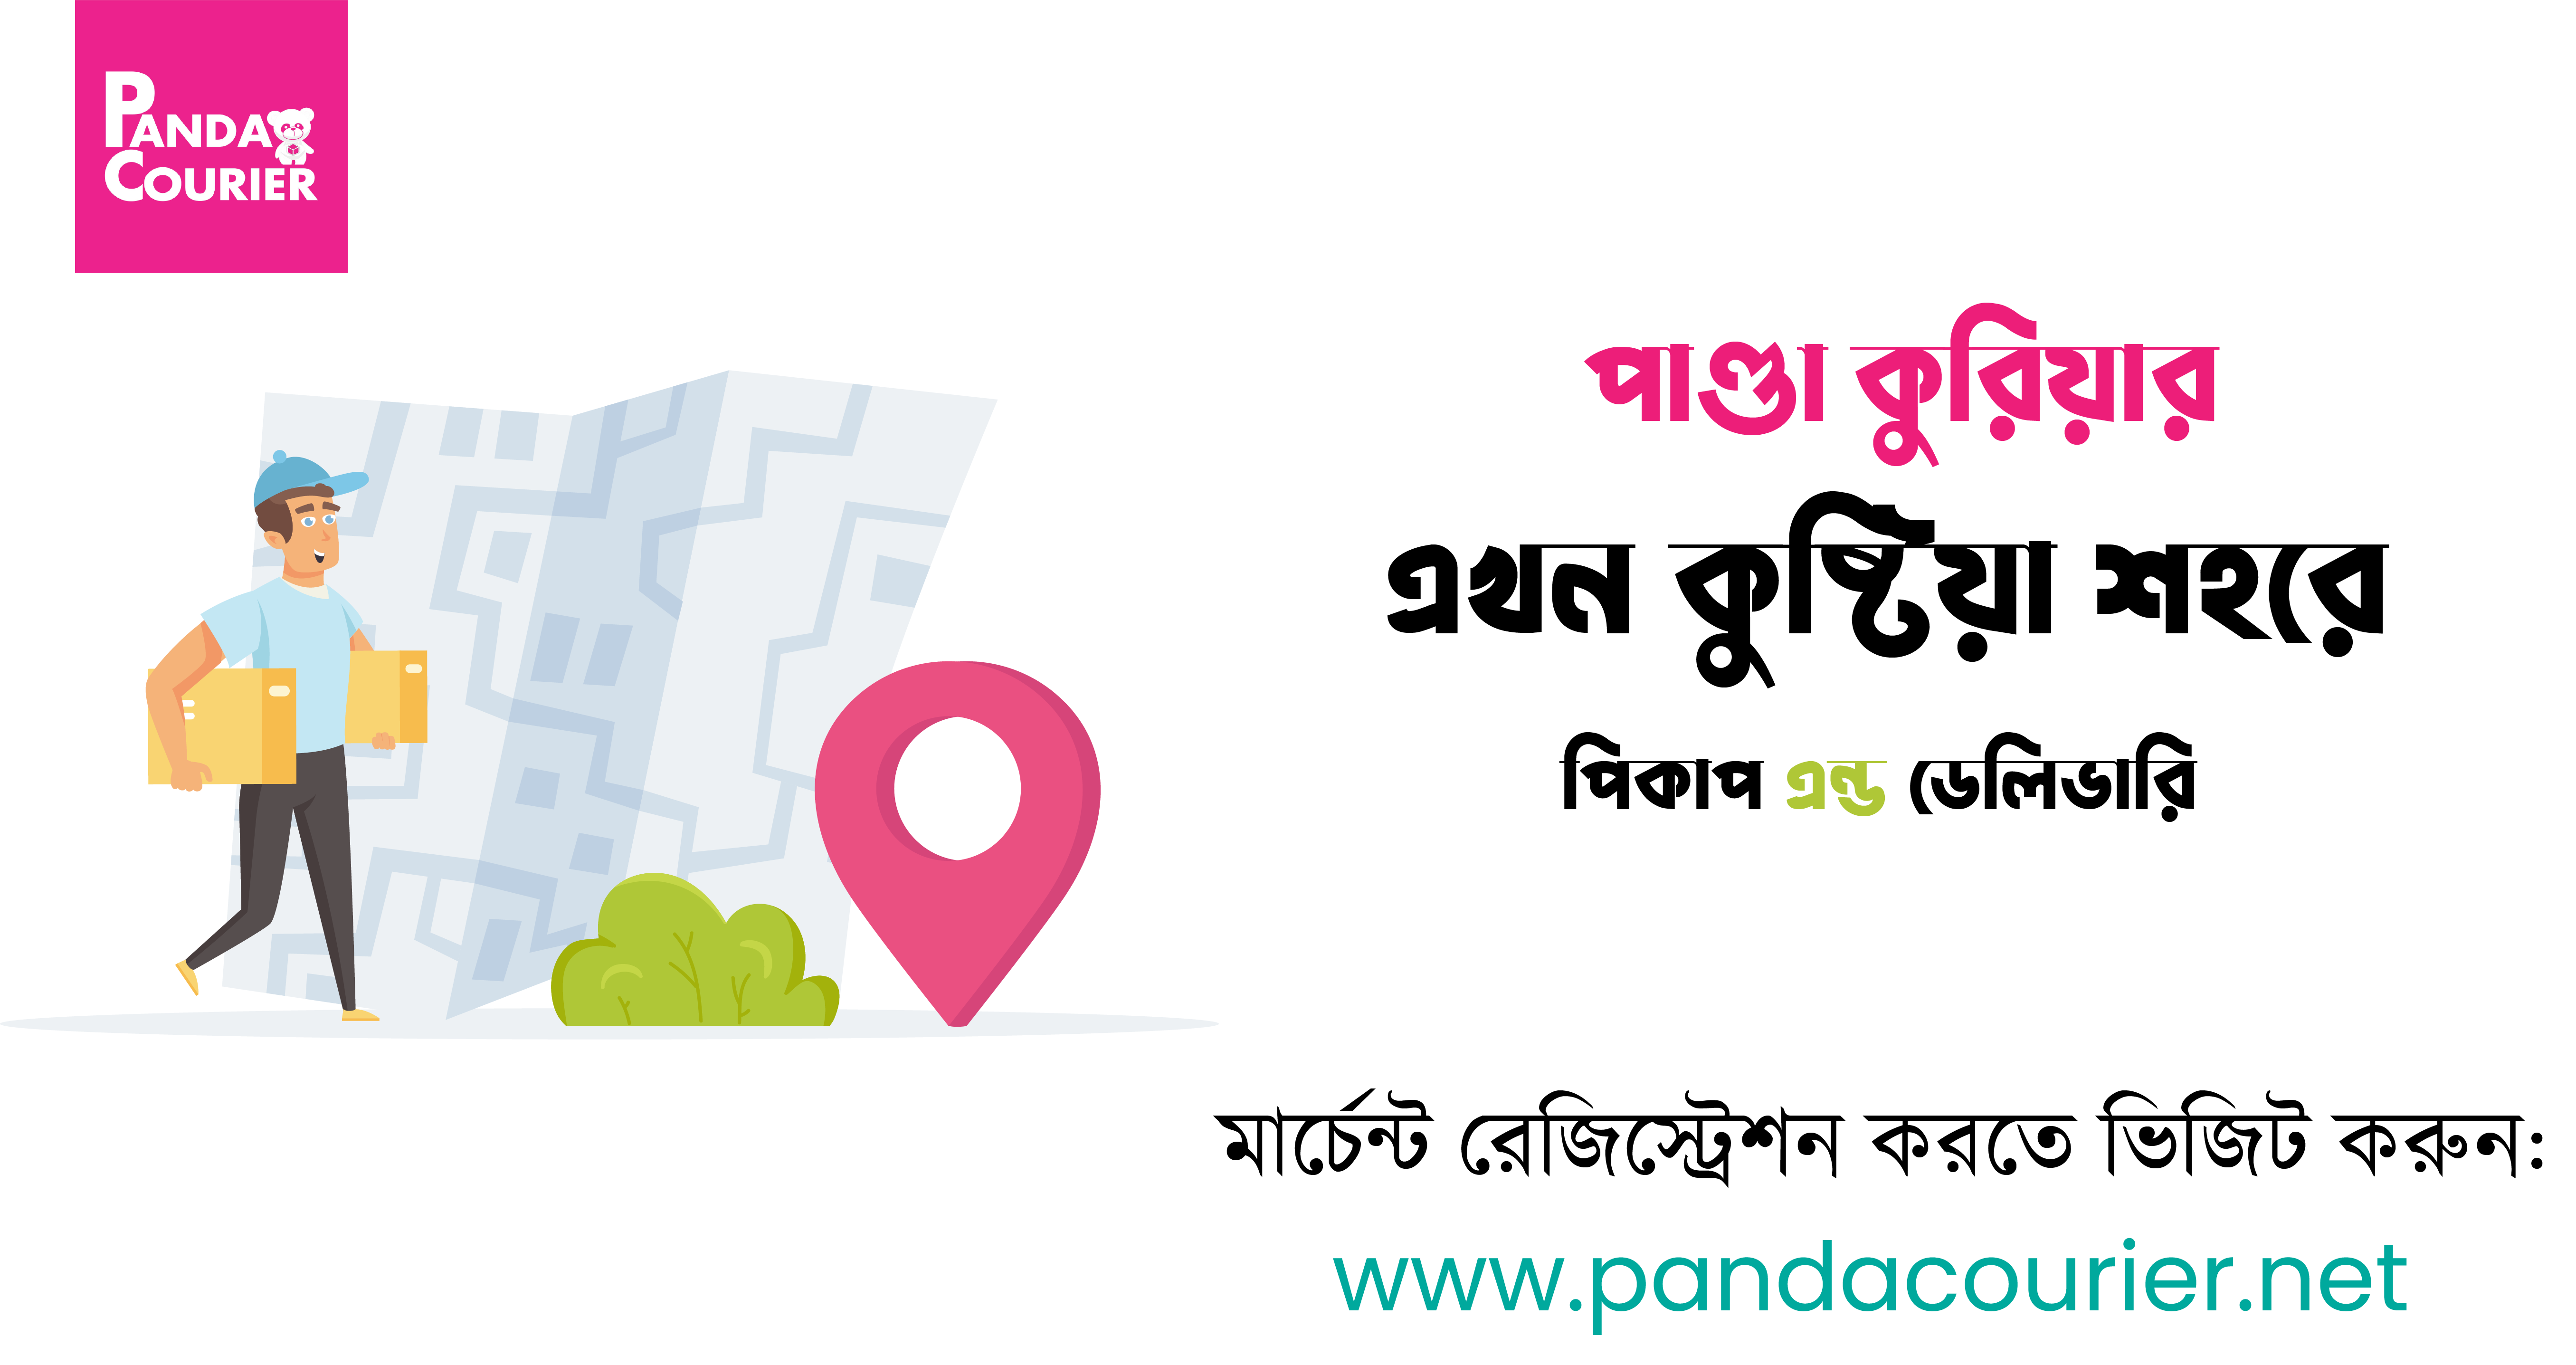 PANDA
COURIER
পাণ্ডা কুরিয়ার
এখন কুষ্টিয়া শহরে
পিকাপ এন্ড ডেলিভারি
মার্চেন্ট রেজিস্ট্রেশন করতে ভিজিট করুন:
www.pandacourier.net